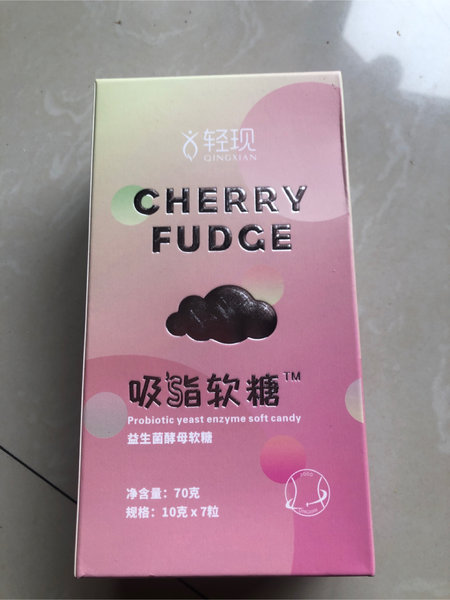 轻现
QINGXIAN
CHERRY
FUDGE
吸脂软糖™
Probiotic yeast enzyme soft candy
益生菌酵母软糖
净含量：70克
规格：10克 x 7粒